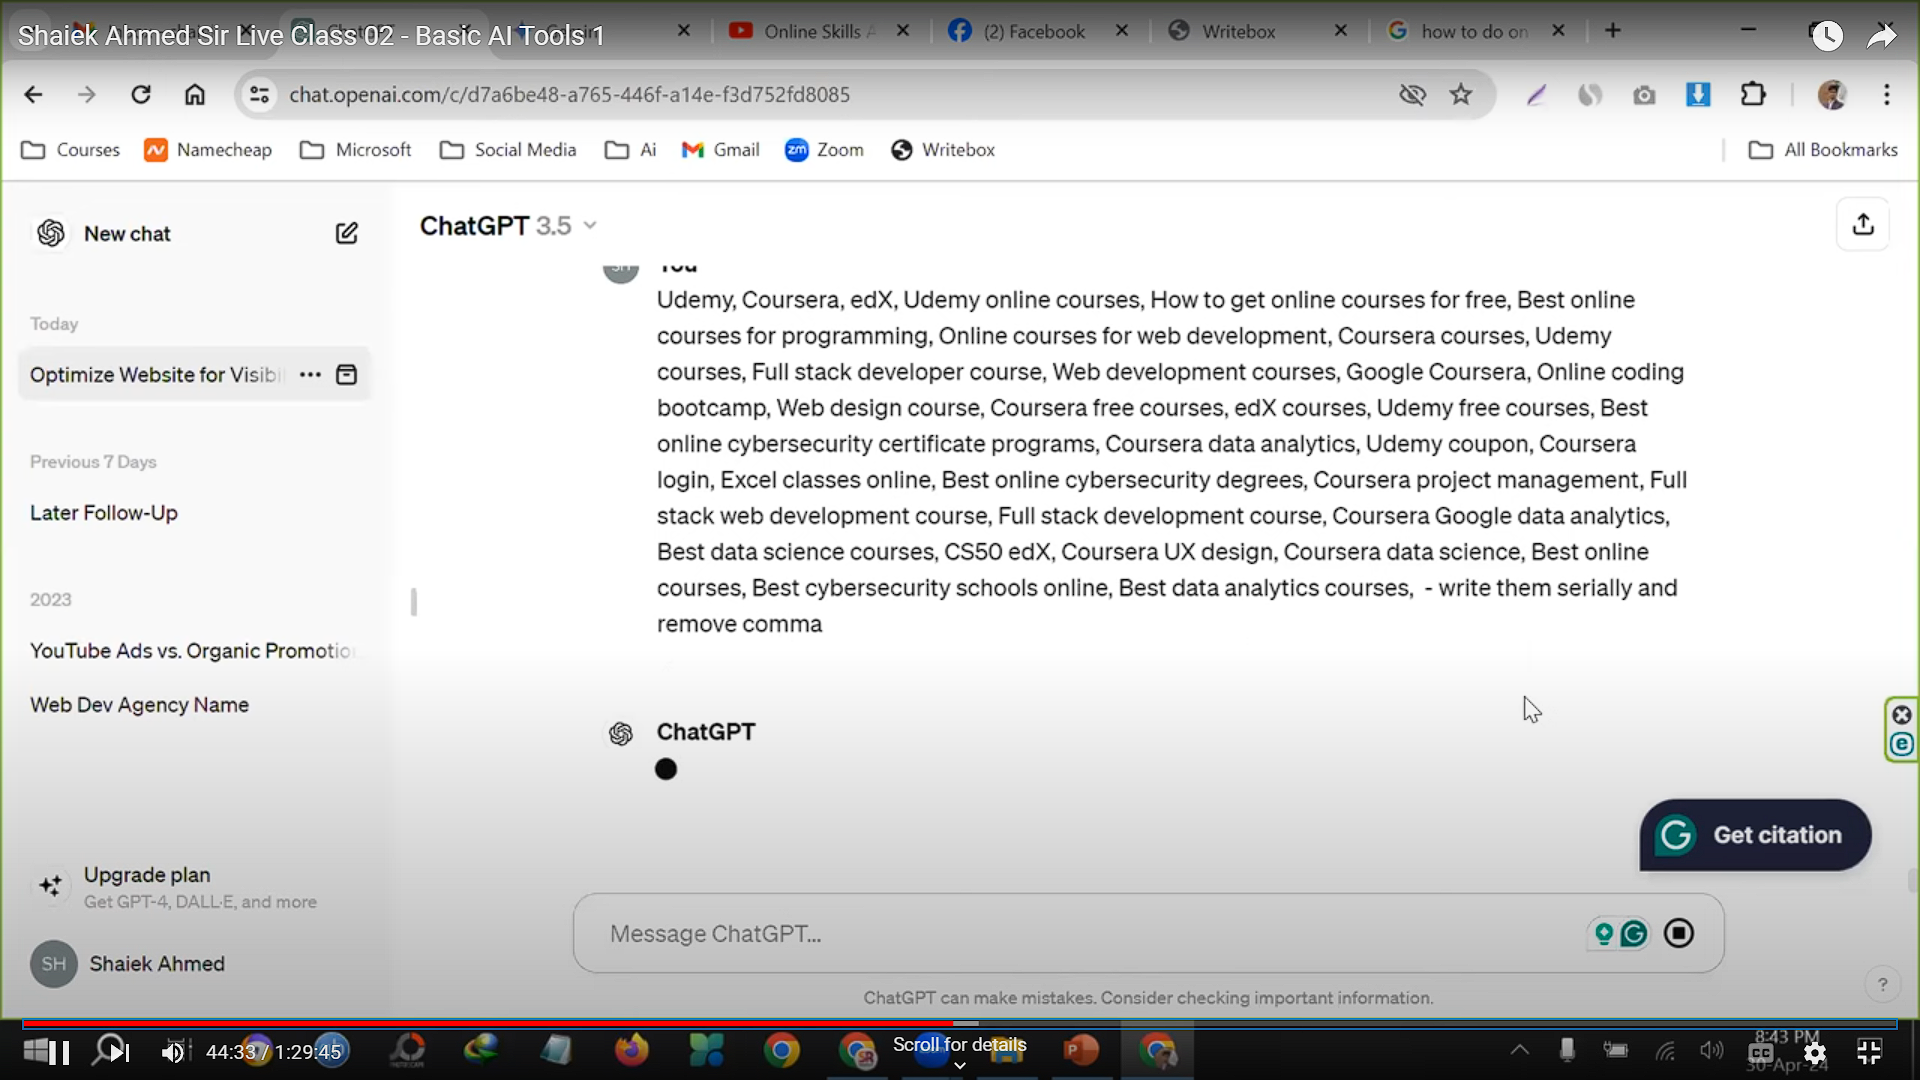 Shaiek Ahmed Sir Live Class 02 - Basic AI Tools 1
Online Skills A
(2) Facebook
Writebox
how to do on
chat.openai.com/c/d7a6be48-a765-446f-a14e-f3d752fd8085
Courses
Namecheap
Microsoft
Social Media
Ai
Gmail
zm Zoom
Writebox
All Bookmarks
New chat
ChatGPT 3.5
Today
Optimize Website for Visibi
Previous 7 Days
Later Follow-Up
2023
YouTube Ads vs. Organic Promotio
Web Dev Agency Name
Upgrade plan
Get GPT-4, DALL·E, and more
SH Shaiek Ahmed
SH You
Udemy, Coursera, edX, Udemy online courses, How to get online courses for free, Best online
courses for programming, Online courses for web development, Coursera courses, Udemy
courses, Full stack developer course, Web development courses, Google Coursera, Online coding
bootcamp, Web design course, Coursera free courses, edX courses, Udemy free courses, Best
online cybersecurity certificate programs, Coursera data analytics, Udemy coupon, Coursera
login, Excel classes online, Best online cybersecurity degrees, Coursera project management, Full
stack web development course, Full stack development course, Coursera Google data analytics,
Best data science courses, CS50 edX, Coursera UX design, Coursera data science, Best online
courses, Best cybersecurity schools online, Best data analytics courses,  - write them serially and
remove comma
ChatGPT
Get citation
Message ChatGPT...
?
ChatGPT can make mistakes. Consider checking important information.
44:33 / 1:29:45
Scroll for details
8:43 PM
30-Apr-24